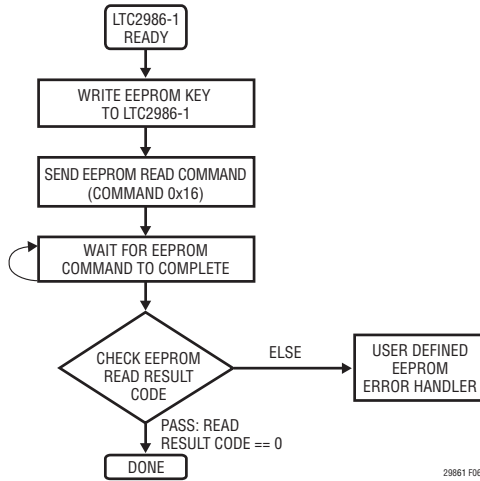 LTC2986-1
READY
WRITE EEPROM KEY
TO LTC2986-1
SEND EEPROM READ COMMAND
(COMMAND 0x16)
WAIT FOR EEPROM
COMMAND TO COMPLETE
CHECK EEPROM
READ RESULT
CODE
ELSE
USER DEFINED
EEPROM
ERROR HANDLER
PASS: READ
RESULT CODE == 0
DONE
29861 F06